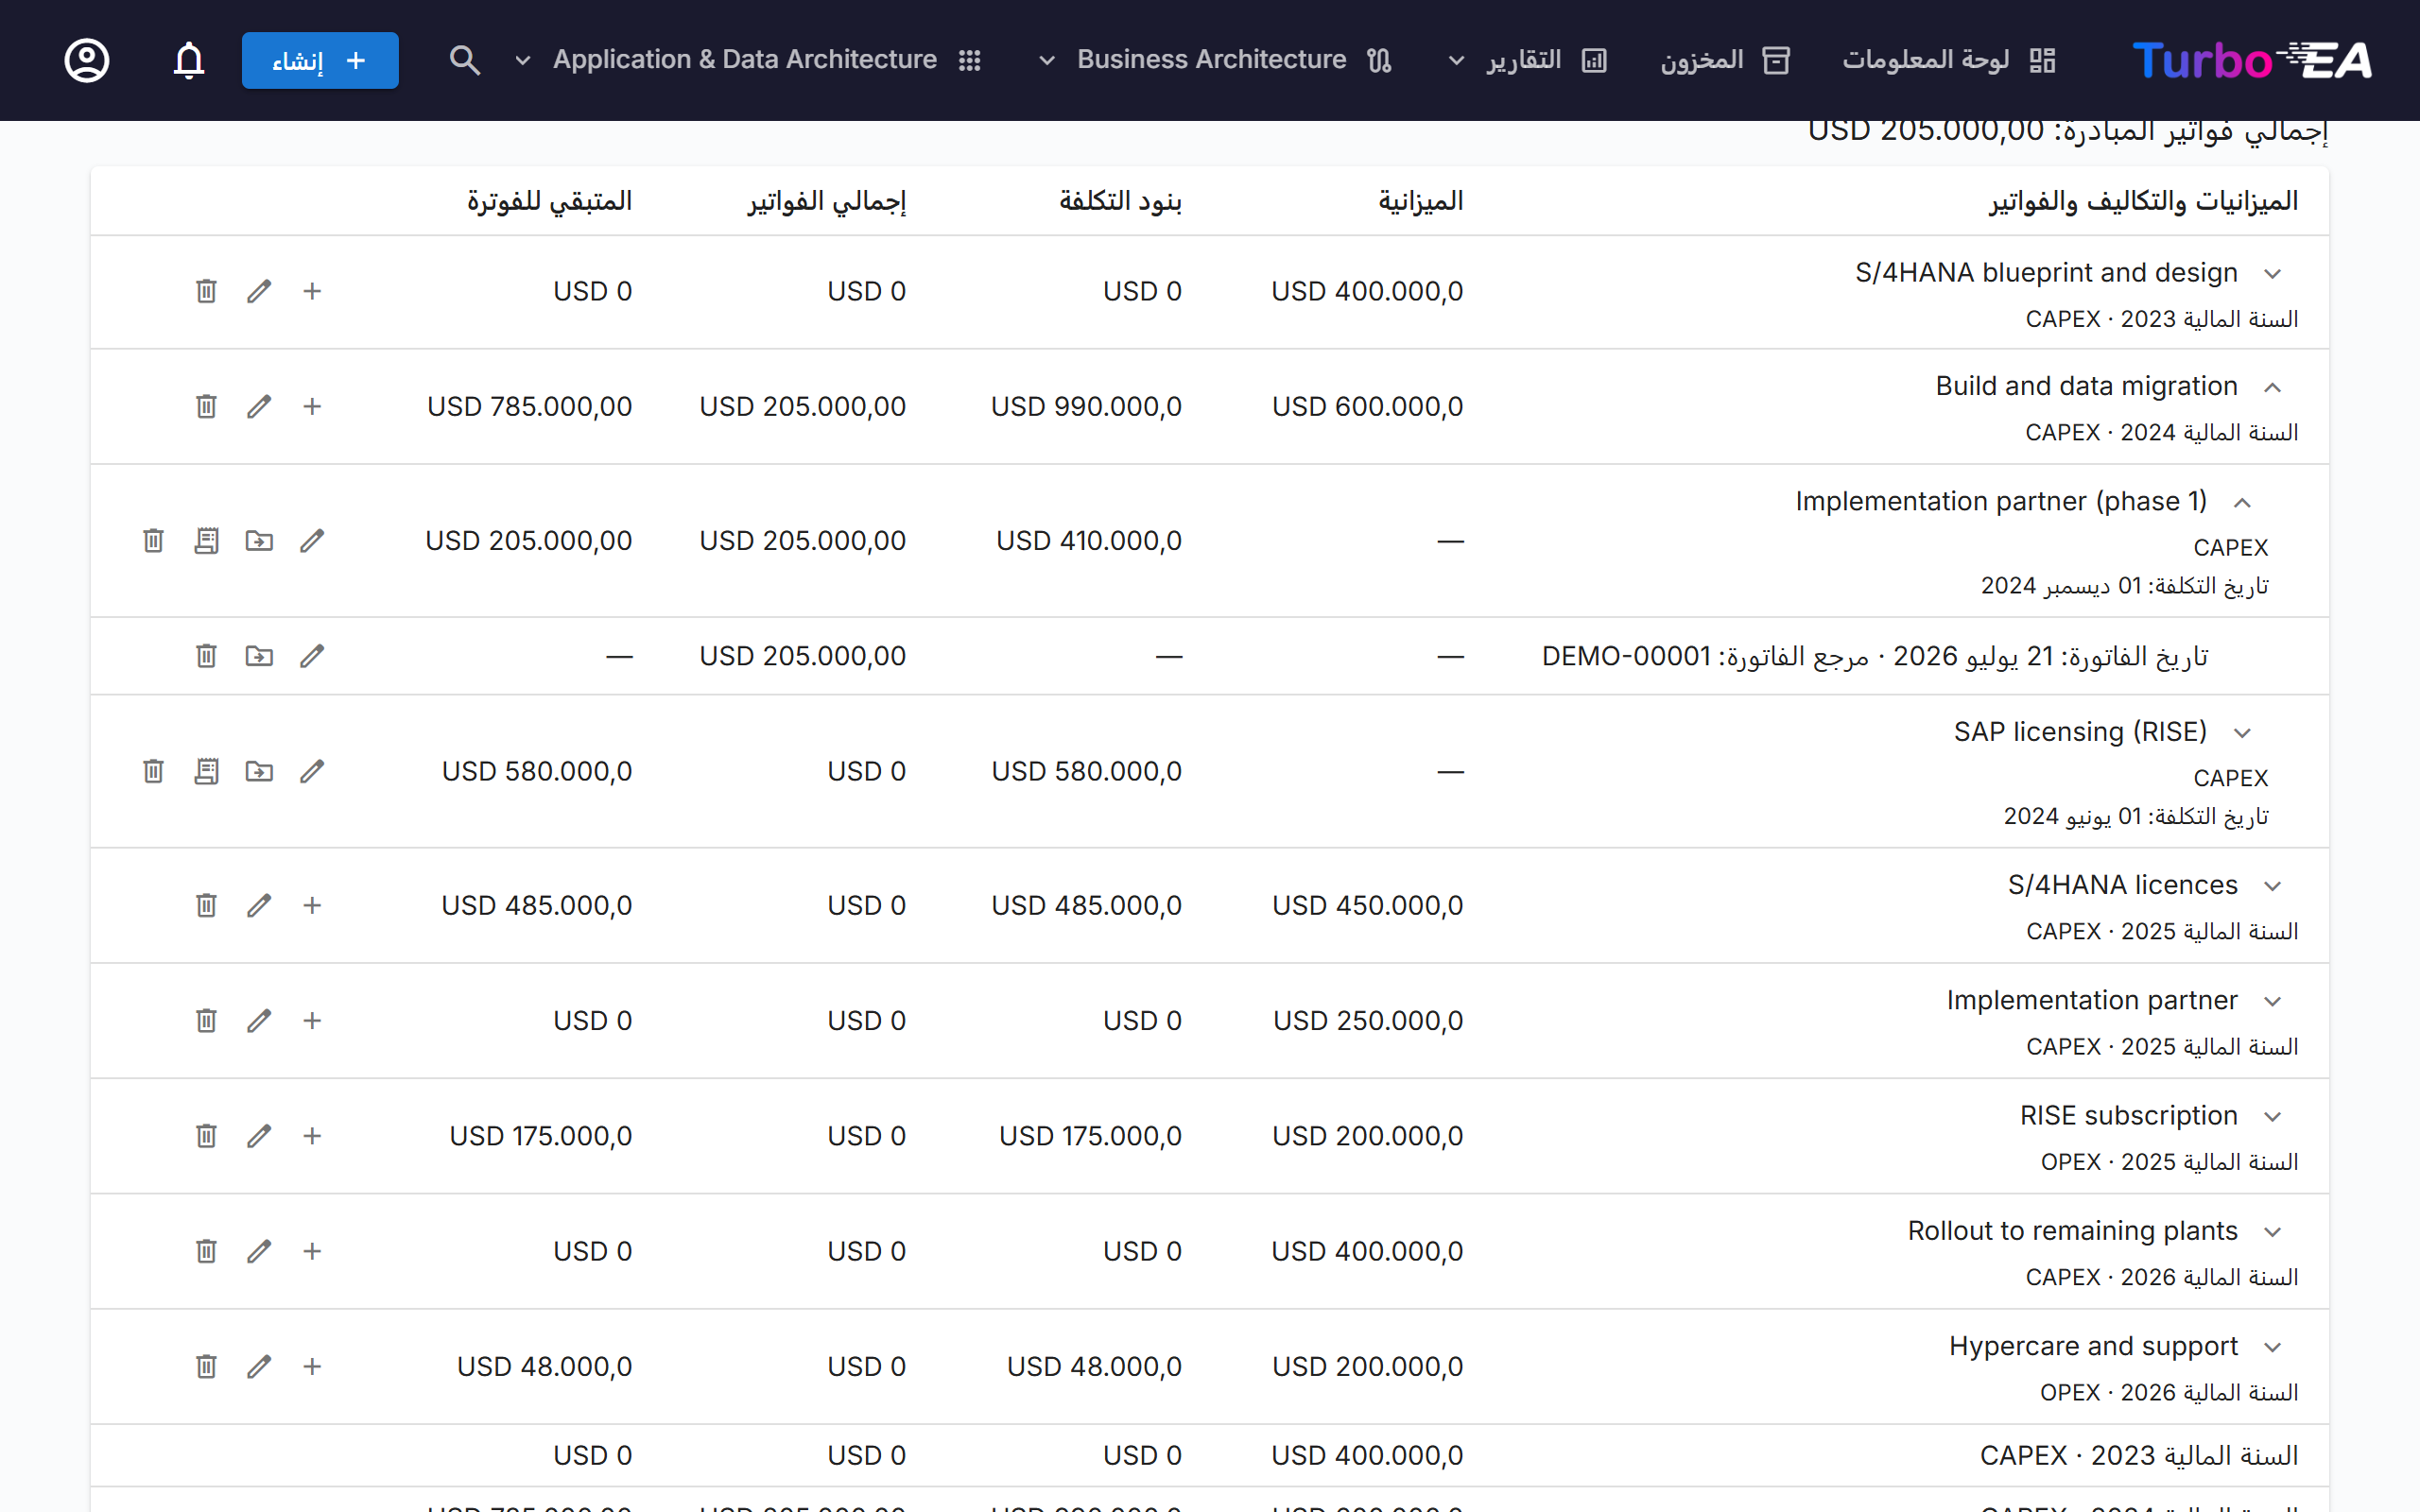 Turbo EA
لوحة المعلومات
المخزون
التقارير
Business Architecture
Application & Data Architecture
إنشاء
إجمالي فواتير المبادرة: USD 205.000,00
الميزانيات والتكاليف والفواتير الميزانية بنود التكلفة إجمالي الفواتير المتبقي للفوترة
S/4HANA blueprint and design
السنة المالية 2023 · CAPEX
USD 400.000,0 USD 0 USD 0 USD 0
Build and data migration
السنة المالية 2024 · CAPEX
USD 600.000,0 USD 990.000,0 USD 205.000,00 USD 785.000,00
Implementation partner (phase 1)
CAPEX
تاريخ التكلفة: 01 ديسمبر 2024
— USD 410.000,0 USD 205.000,00 USD 205.000,00
تاريخ الفاتورة: 21 يوليو 2026 · مرجع الفاتورة: DEMO-00001 — — USD 205.000,00 —
SAP licensing (RISE)
CAPEX
تاريخ التكلفة: 01 يونيو 2024
— USD 580.000,0 USD 0 USD 580.000,0
S/4HANA licences
السنة المالية 2025 · CAPEX
USD 450.000,0 USD 485.000,0 USD 0 USD 485.000,0
Implementation partner
السنة المالية 2025 · CAPEX
USD 250.000,0 USD 0 USD 0 USD 0
RISE subscription
السنة المالية 2025 · OPEX
USD 200.000,0 USD 175.000,0 USD 0 USD 175.000,0
Rollout to remaining plants
السنة المالية 2026 · CAPEX
USD 400.000,0 USD 0 USD 0 USD 0
Hypercare and support
السنة المالية 2026 · OPEX
USD 200.000,0 USD 48.000,0 USD 0 USD 48.000,0
السنة المالية 2023 · CAPEX USD 400.000,0 USD 0 USD 0 USD 0